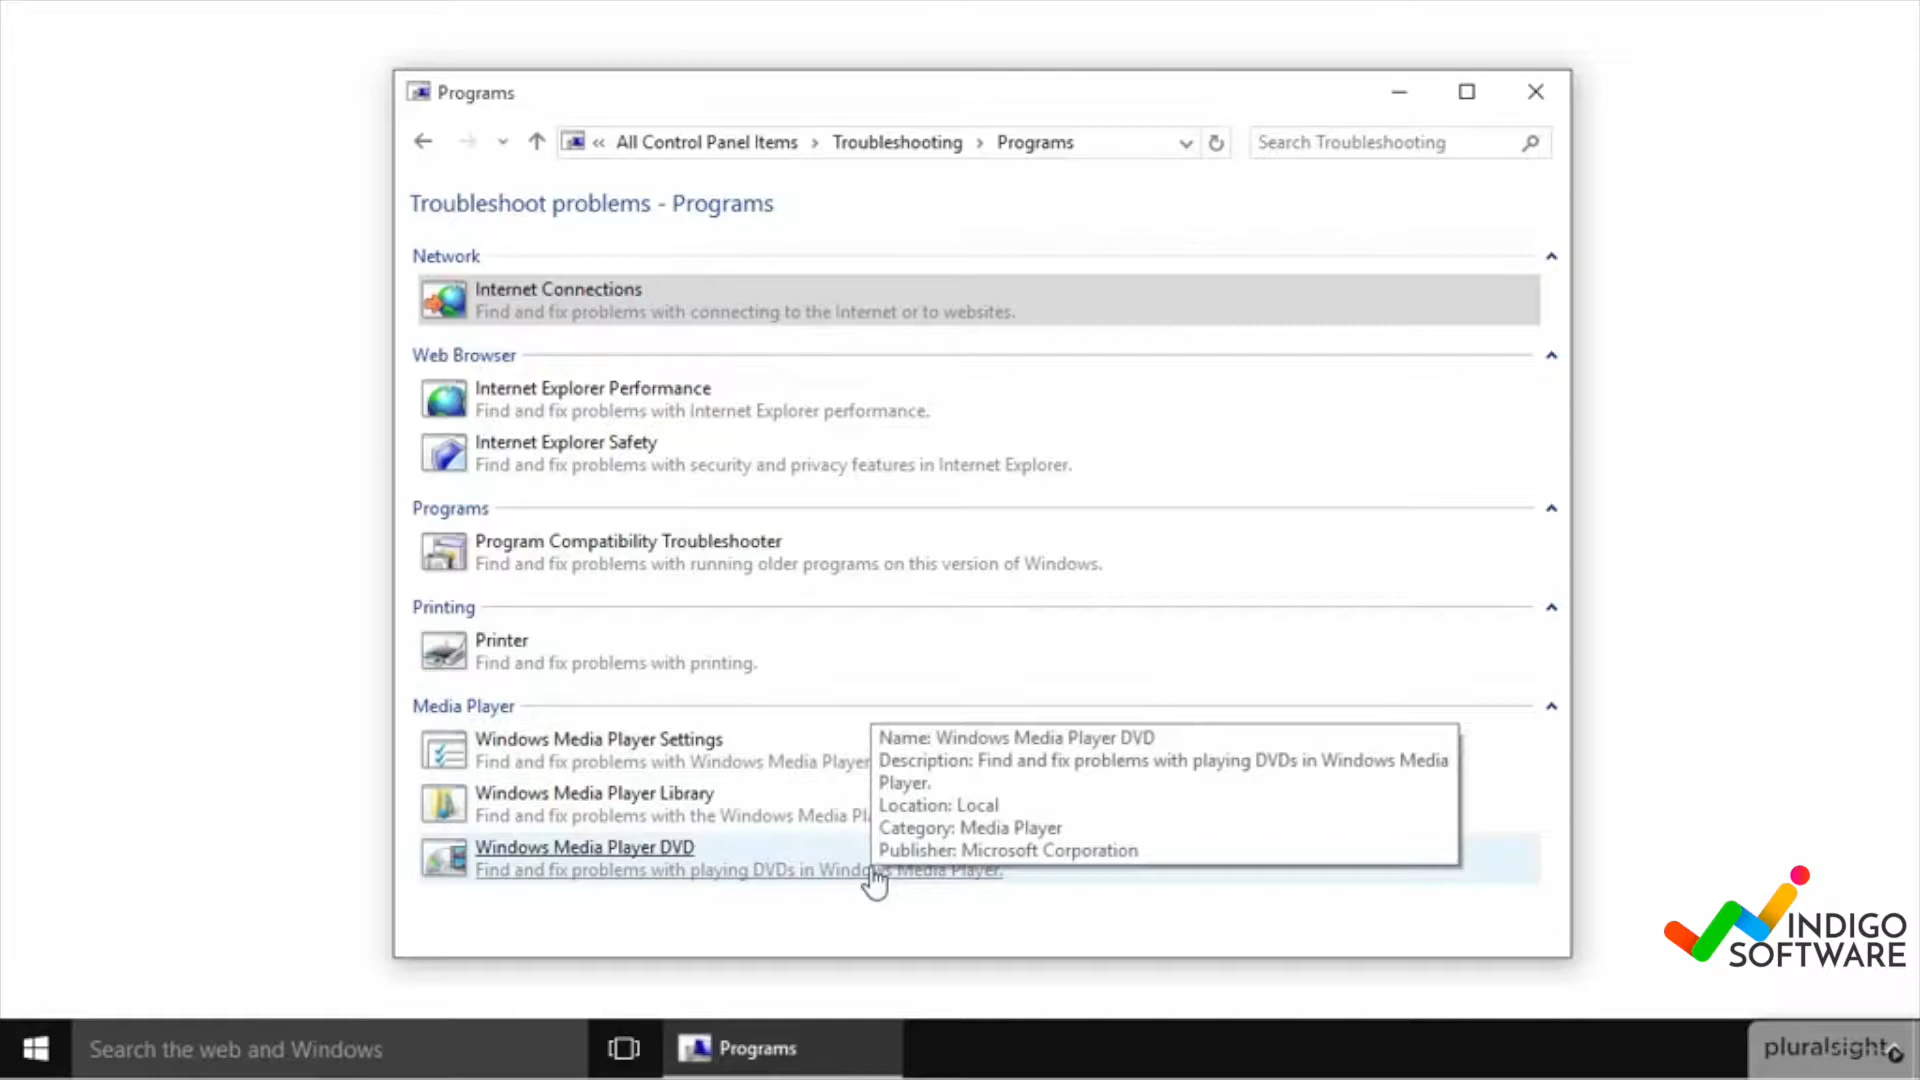 Programs
« All Control Panel Items › Troubleshooting › Programs
Search Troubleshooting
Troubleshoot problems - Programs
Network
Internet Connections
Find and fix problems with connecting to the Internet or to websites.
Web Browser
Internet Explorer Performance
Find and fix problems with Internet Explorer performance.
Internet Explorer Safety
Find and fix problems with security and privacy features in Internet Explorer.
Programs
Program Compatibility Troubleshooter
Find and fix problems with running older programs on this version of Windows.
Printing
Printer
Find and fix problems with printing.
Media Player
Windows Media Player Settings
Find and fix problems with Windows Media Player
Windows Media Player Library
Find and fix problems with the Windows Media Pl
Windows Media Player DVD
Find and fix problems with playing DVDs in Windows Media Player.
Name: Windows Media Player DVD
Description: Find and fix problems with playing DVDs in Windows Media
Player.
Location: Local
Category: Media Player
Publisher: Microsoft Corporation
INDIGO
SOFTWARE
Search the web and Windows
Programs
pluralsight